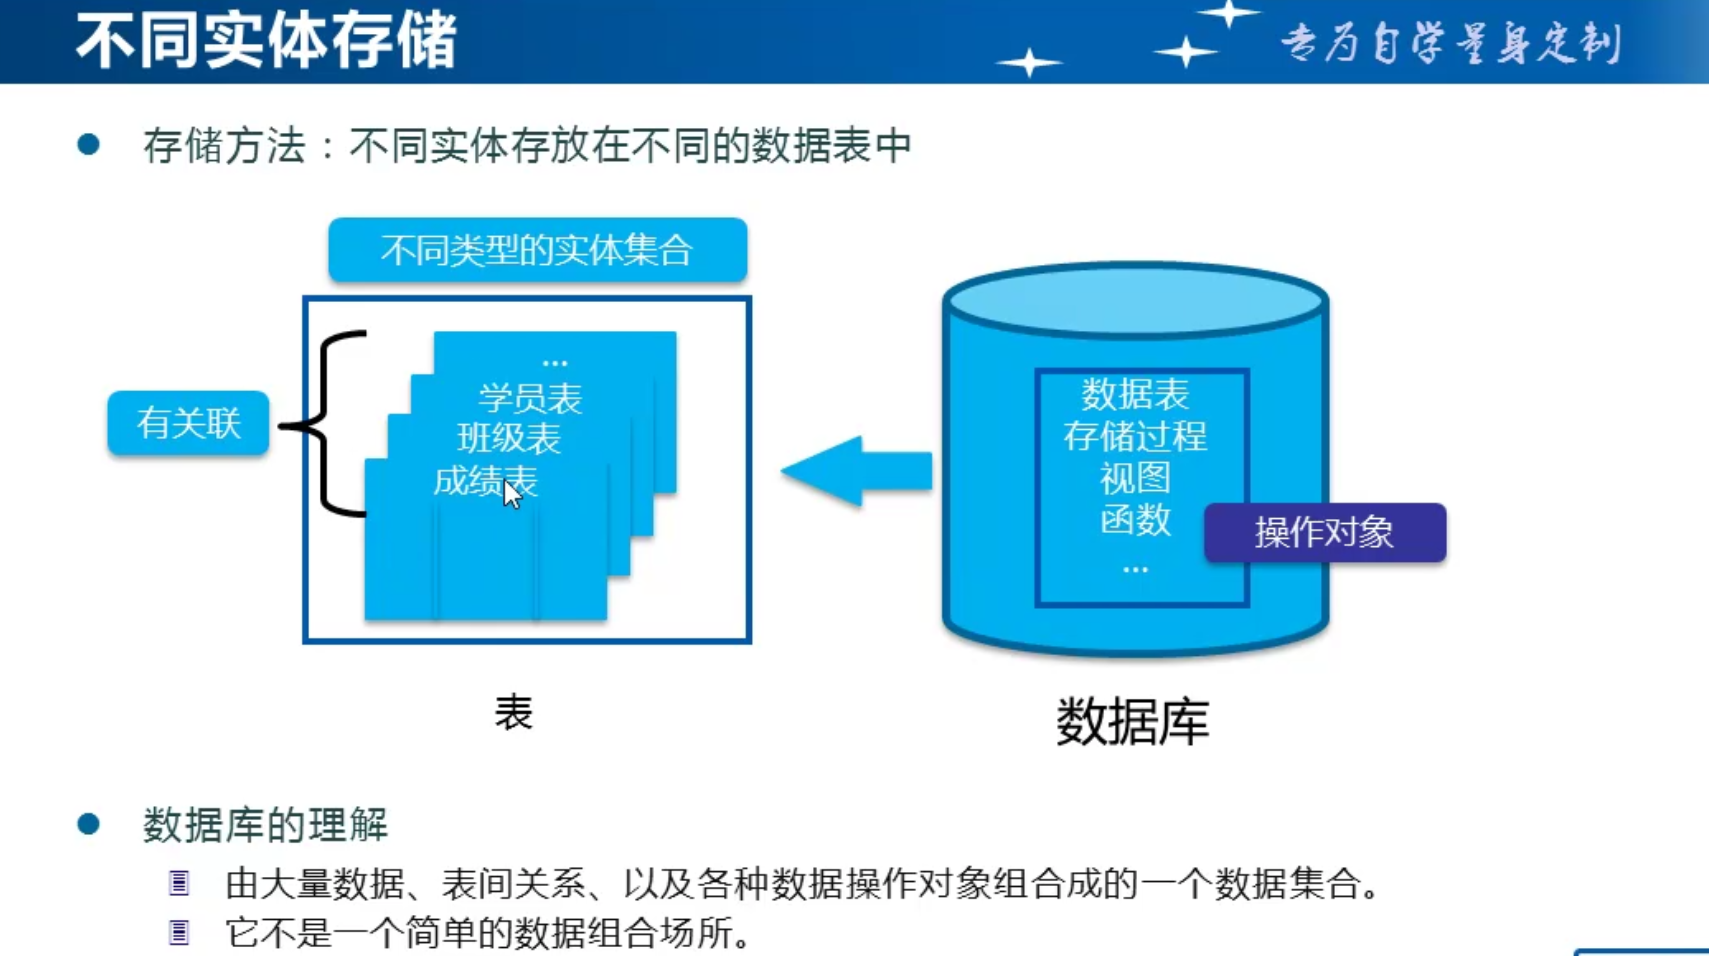 不同实体存储
专为自学量身定制
存储方法：不同实体存放在不同的数据表中
不同类型的实体集合
有关联
...
学员表
班级表
成绩表
数据表
存储过程
视图
函数
...
操作对象
表
数据库
数据库的理解
由大量数据、表间关系、以及各种数据操作对象组合成的一个数据集合。
它不是一个简单的数据组合场所。